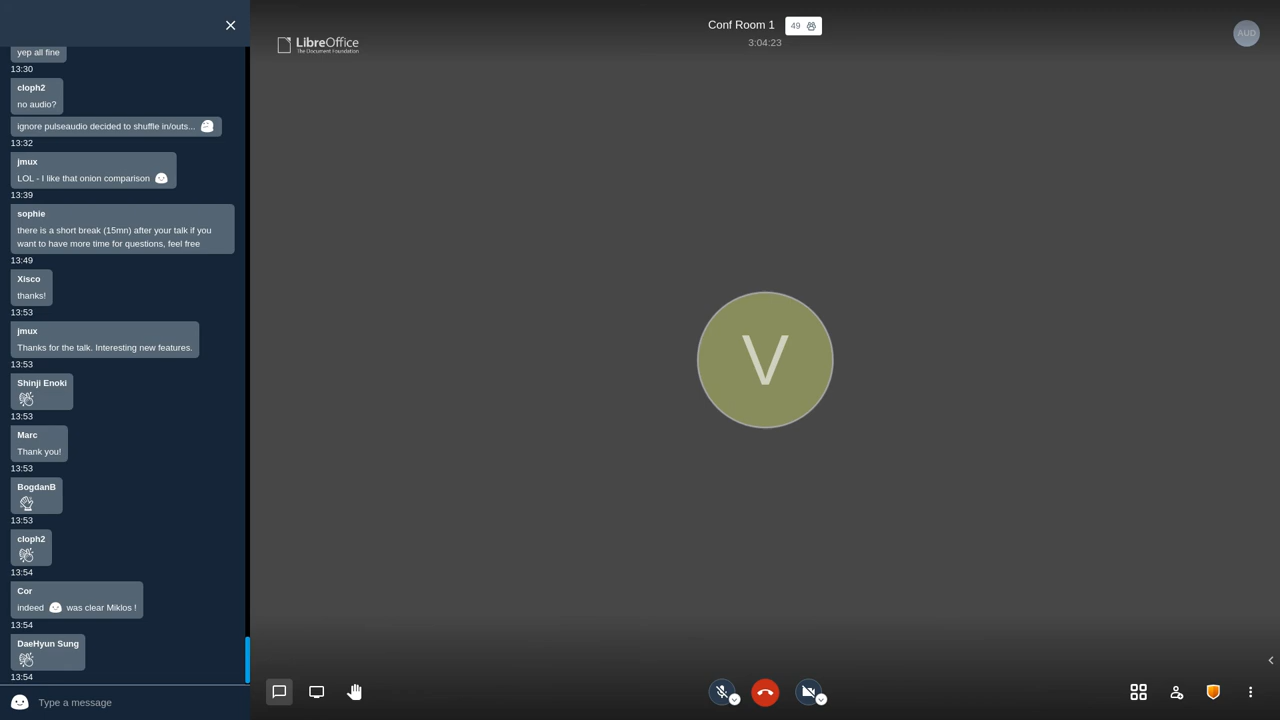 yep all fine
13:30
cloph2
no audio?
ignore pulseaudio decided to shuffle in/outs...
13:32
jmux
LOL - I like that onion comparison
13:39
sophie
there is a short break (15mn) after your talk if you
want to have more time for questions, feel free
13:49
Xisco
thanks!
13:53
jmux
Thanks for the talk. Interesting new features.
13:53
Shinji Enoki
13:53
Marc
Thank you!
13:53
BogdanB
13:53
cloph2
13:54
Cor
indeed was clear Miklos !
13:54
DaeHyun Sung
13:54
Type a message
LibreOffice
The Document Foundation
Conf Room 1
49
3:04:23
AUD
V